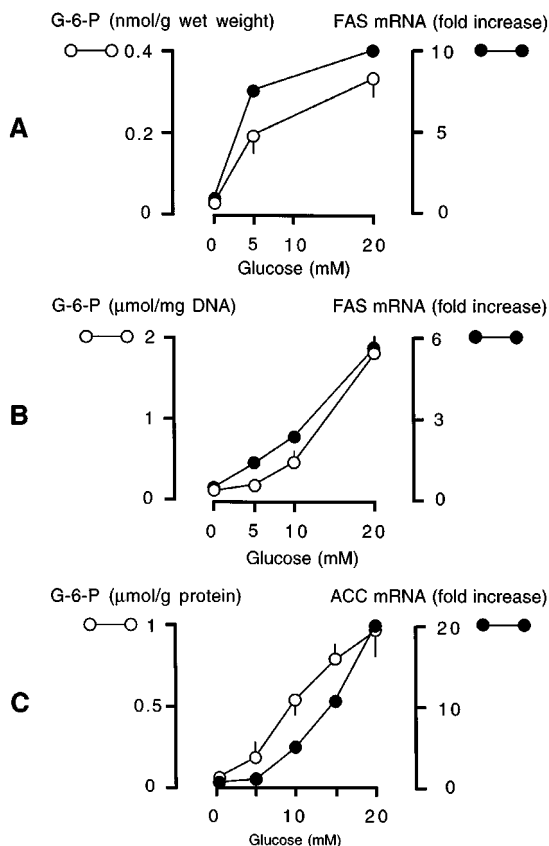 G-6-P (nmol/g wet weight) FAS mRNA (fold increase)
0.4 10
A
0.2 5
0 0
0 5 10 20
Glucose (mM)
G-6-P (μmol/mg DNA) FAS mRNA (fold increase)
2 6
B
1 3
0 0
0 5 10 20
Glucose (mM)
G-6-P (μmol/g protein) ACC mRNA (fold increase)
1 20
C
0.5 10
0 0
0 10 20
Glucose (mM)